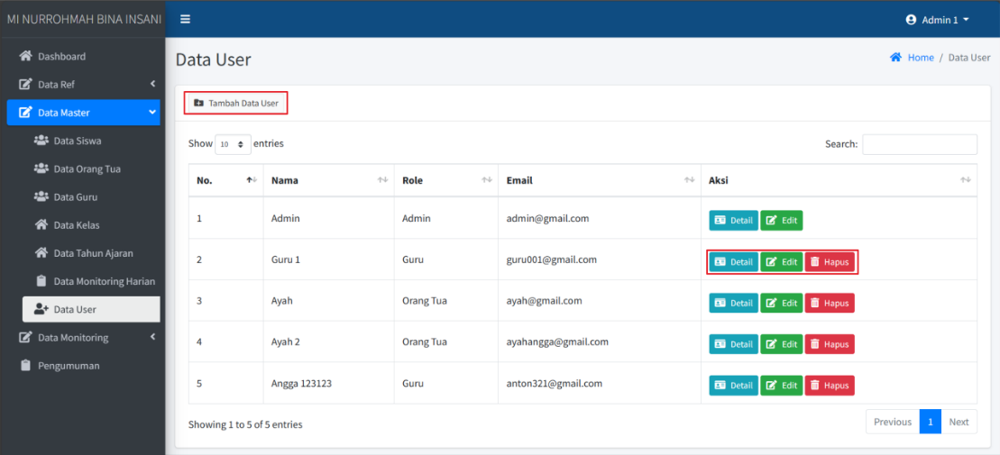 MI NURROHMAH BINA INSANI
Admin 1
Dashboard
Data Ref
Data Master
Data Siswa
Data Orang Tua
Data Guru
Data Kelas
Data Tahun Ajaran
Data Monitoring Harian
Data User
Data Monitoring
Pengumuman
Data User
Home / Data User
Tambah Data User
Show 10 entries
Search:
No. Nama Role Email Aksi
1 Admin Admin admin@gmail.com Detail Edit
2 Guru 1 Guru guru001@gmail.com Detail Edit Hapus
3 Ayah Orang Tua ayah@gmail.com Detail Edit Hapus
4 Ayah 2 Orang Tua ayahangga@gmail.com Detail Edit Hapus
5 Angga 123123 Guru anton321@gmail.com Detail Edit Hapus
Showing 1 to 5 of 5 entries
Previous 1 Next